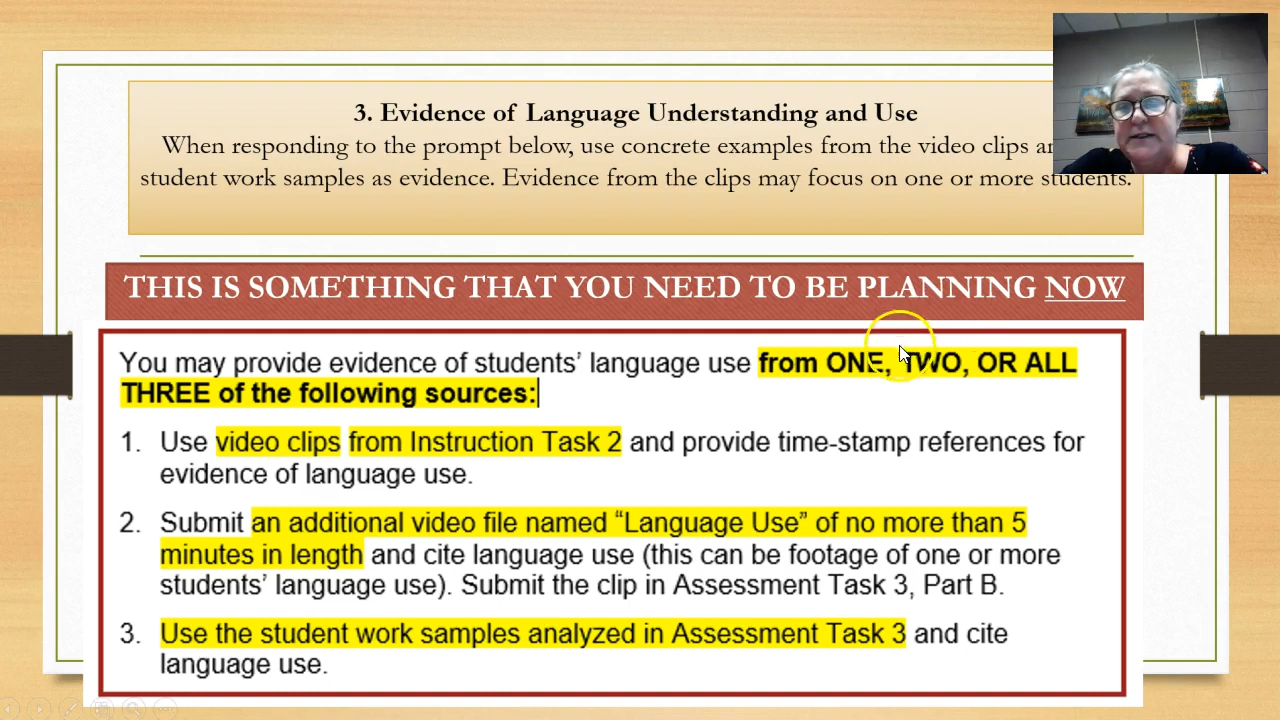 3. Evidence of Language Understanding and Use
When responding to the prompt below, use concrete examples from the video clips
student work samples as evidence. Evidence from the clips may focus on one or more students.
THIS IS SOMETHING THAT YOU NEED TO BE PLANNING NOW
You may provide evidence of students’ language use from ONE, TWO, OR ALL
THREE of the following sources:
1. Use video clips from Instruction Task 2 and provide time-stamp references for
evidence of language use.
2. Submit an additional video file named “Language Use” of no more than 5
minutes in length and cite language use (this can be footage of one or more
students’ language use). Submit the clip in Assessment Task 3, Part B.
3. Use the student work samples analyzed in Assessment Task 3 and cite
language use.